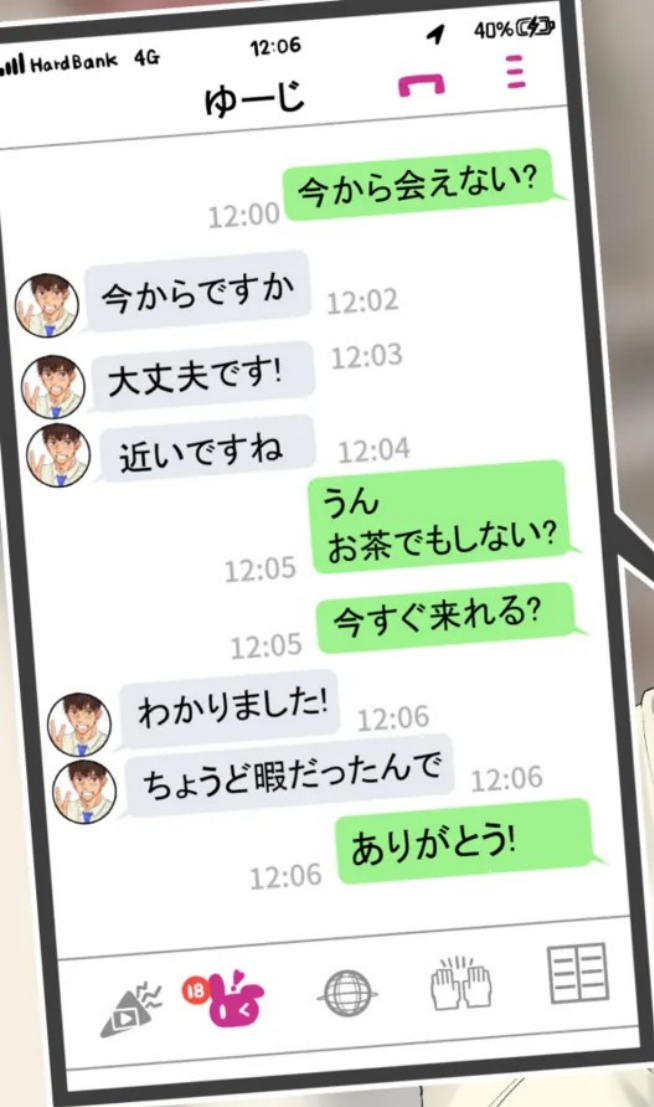 HardBank 4G 12:06 40%
ゆーじ
今から会えない?
12:00
今からですか
12:02
大丈夫です!
12:03
近いですね
12:04
うん
お茶でもしない?
12:05
今すぐ来れる?
12:05
わかりました!
12:06
ちょうど暇だったんで
12:06
ありがとう!
12:06
18